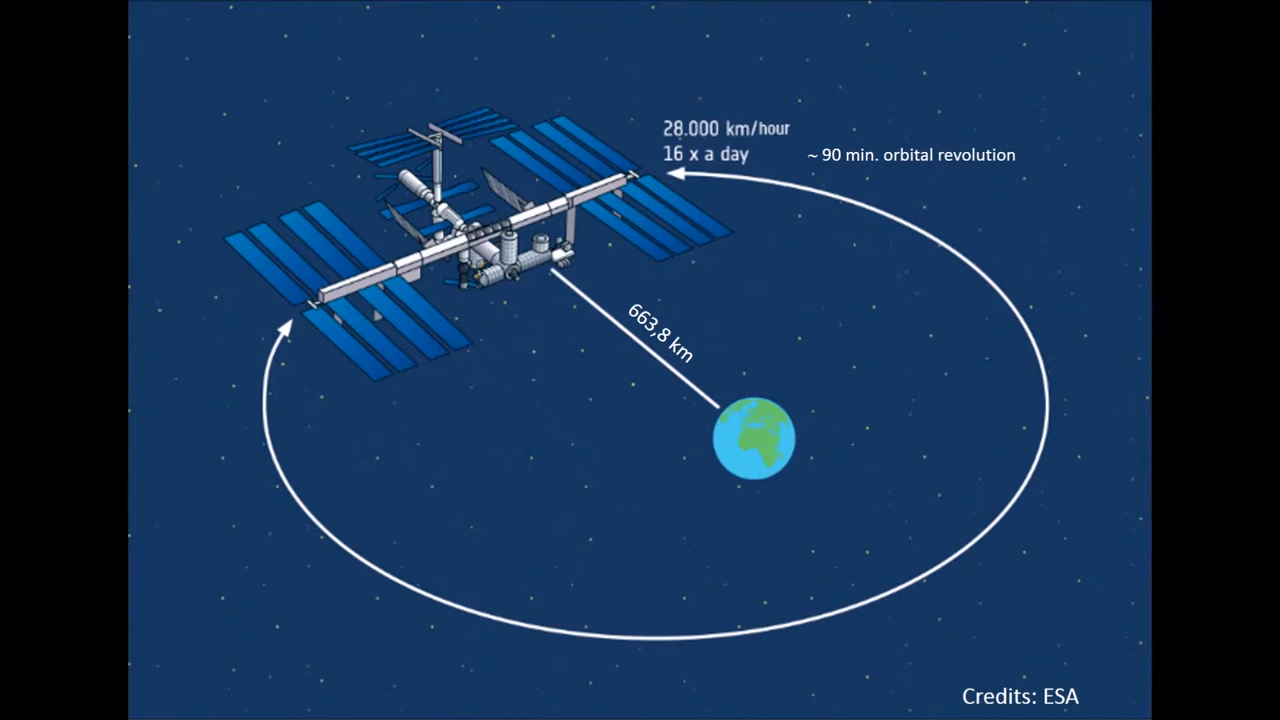 28.000 km/hour
16 x a day
~ 90 min. orbital revolution
663,8 km
Credits: ESA